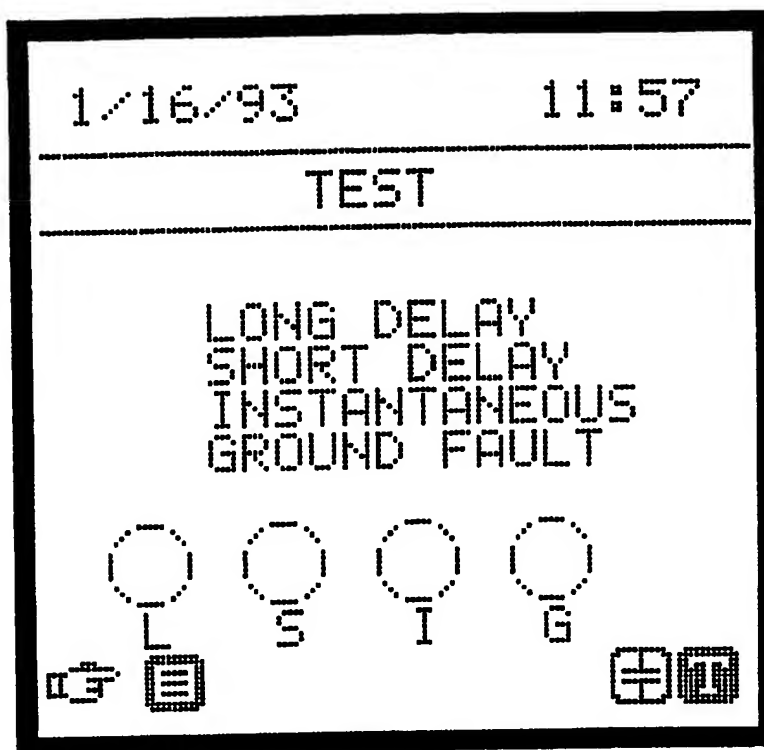 1/16/93 11:57
TEST
LONG DELAY
SHORT DELAY
INSTANTANEOUS
GROUND FAULT
L S I G